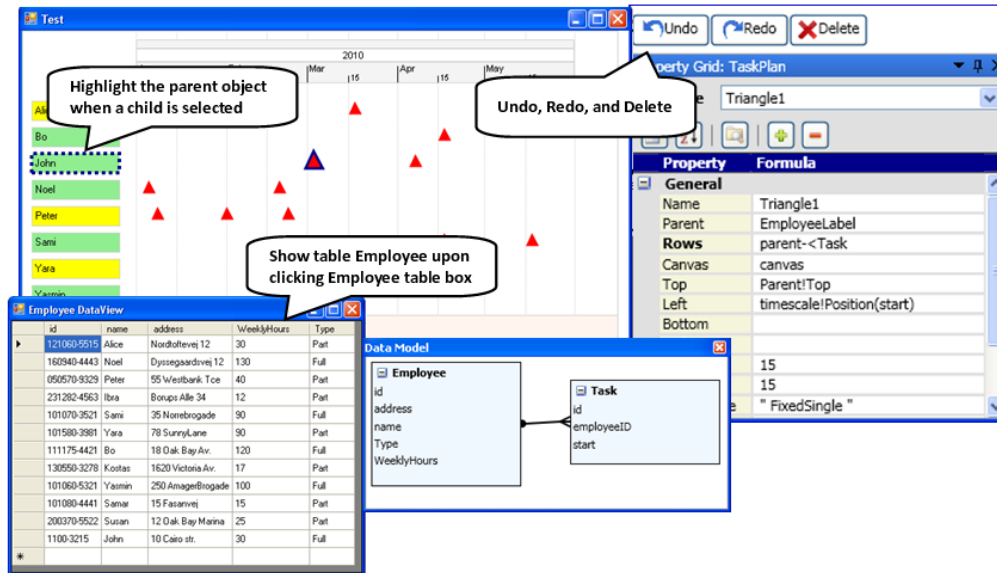 Test
2010
Mar
15
Apr
15
May
Highlight the parent object
when a child is selected
Bo
John
Noel
Peter
Sami
Yara
Yasmin
Show table Employee upon
clicking Employee table box
Undo
Redo
Delete
Undo, Redo, and Delete
Property Grid: TaskPlan
Triangle1
Property Formula
General
Name Triangle1
Parent EmployeeLabel
Rows parent-<Task
Canvas canvas
Top Parent!Top
Left timescale!Position(start)
Bottom
15
15
" FixedSingle "
Employee DataView
id name address WeeklyHours Type
121060-5515 Alice Nordtoftevej 12 30 Part
160940-4443 Noel Dyssegaardsvej 12 130 Full
050570-9329 Peter 55 Westbank Tce 40 Part
231282-4563 Ibra Borups Alle 34 12 Part
101070-3521 Sami 35 Norrebrogade 90 Full
101580-3981 Yara 78 SunnyLane 90 Part
111175-4421 Bo 18 Oak Bay Av. 120 Full
130550-3278 Kostas 1620 Victoria Av. 17 Part
101060-5321 Yasmin 250 AmagerBrogade 100 Full
101080-4441 Samar 15 Fasanvej 15 Part
200370-5522 Susan 12 Oak Bay Marina 25 Part
1100-3215 John 10 Cairo str. 30 Full
Data Model
Employee
id
address
name
Type
WeeklyHours
Task
id
employeeID
start